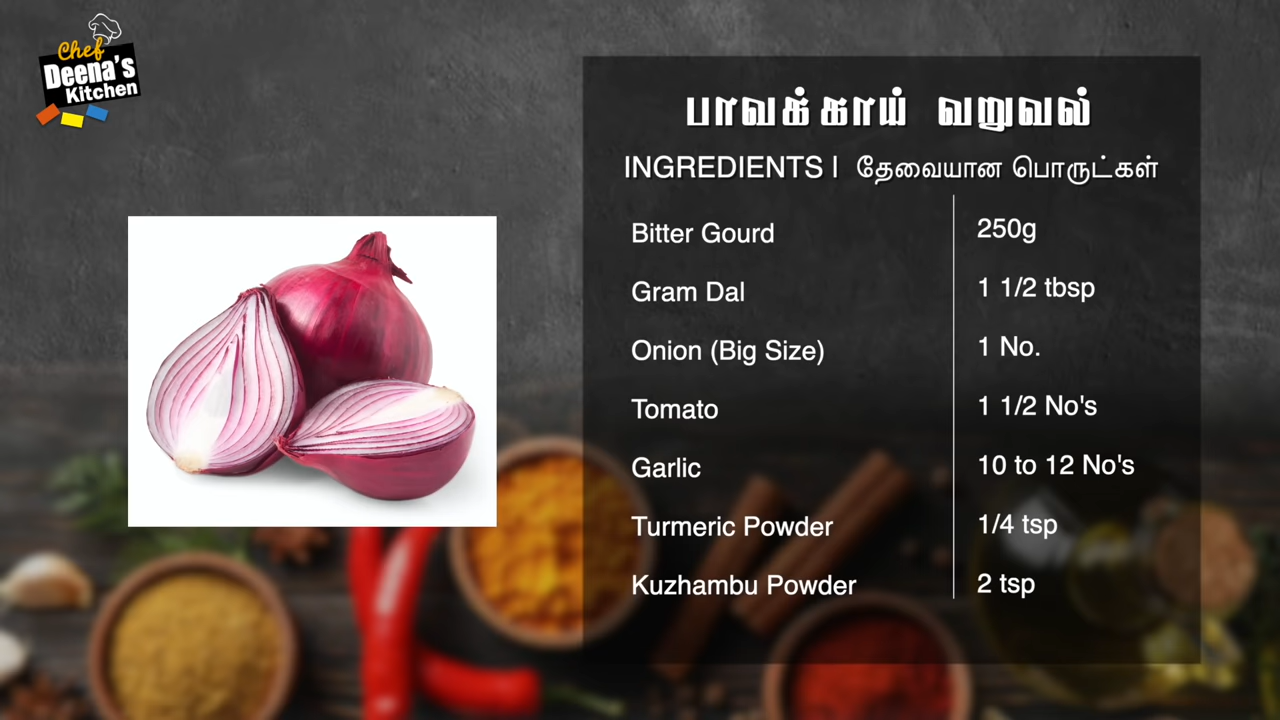 Chef
Deena's
Kitchen
பாவக்காய் வறுவல்
INGREDIENTS | தேவையான பொருட்கள்
Bitter Gourd 250g
Gram Dal 1 1/2 tbsp
Onion (Big Size) 1 No.
Tomato 1 1/2 No's
Garlic 10 to 12 No's
Turmeric Powder 1/4 tsp
Kuzhambu Powder 2 tsp